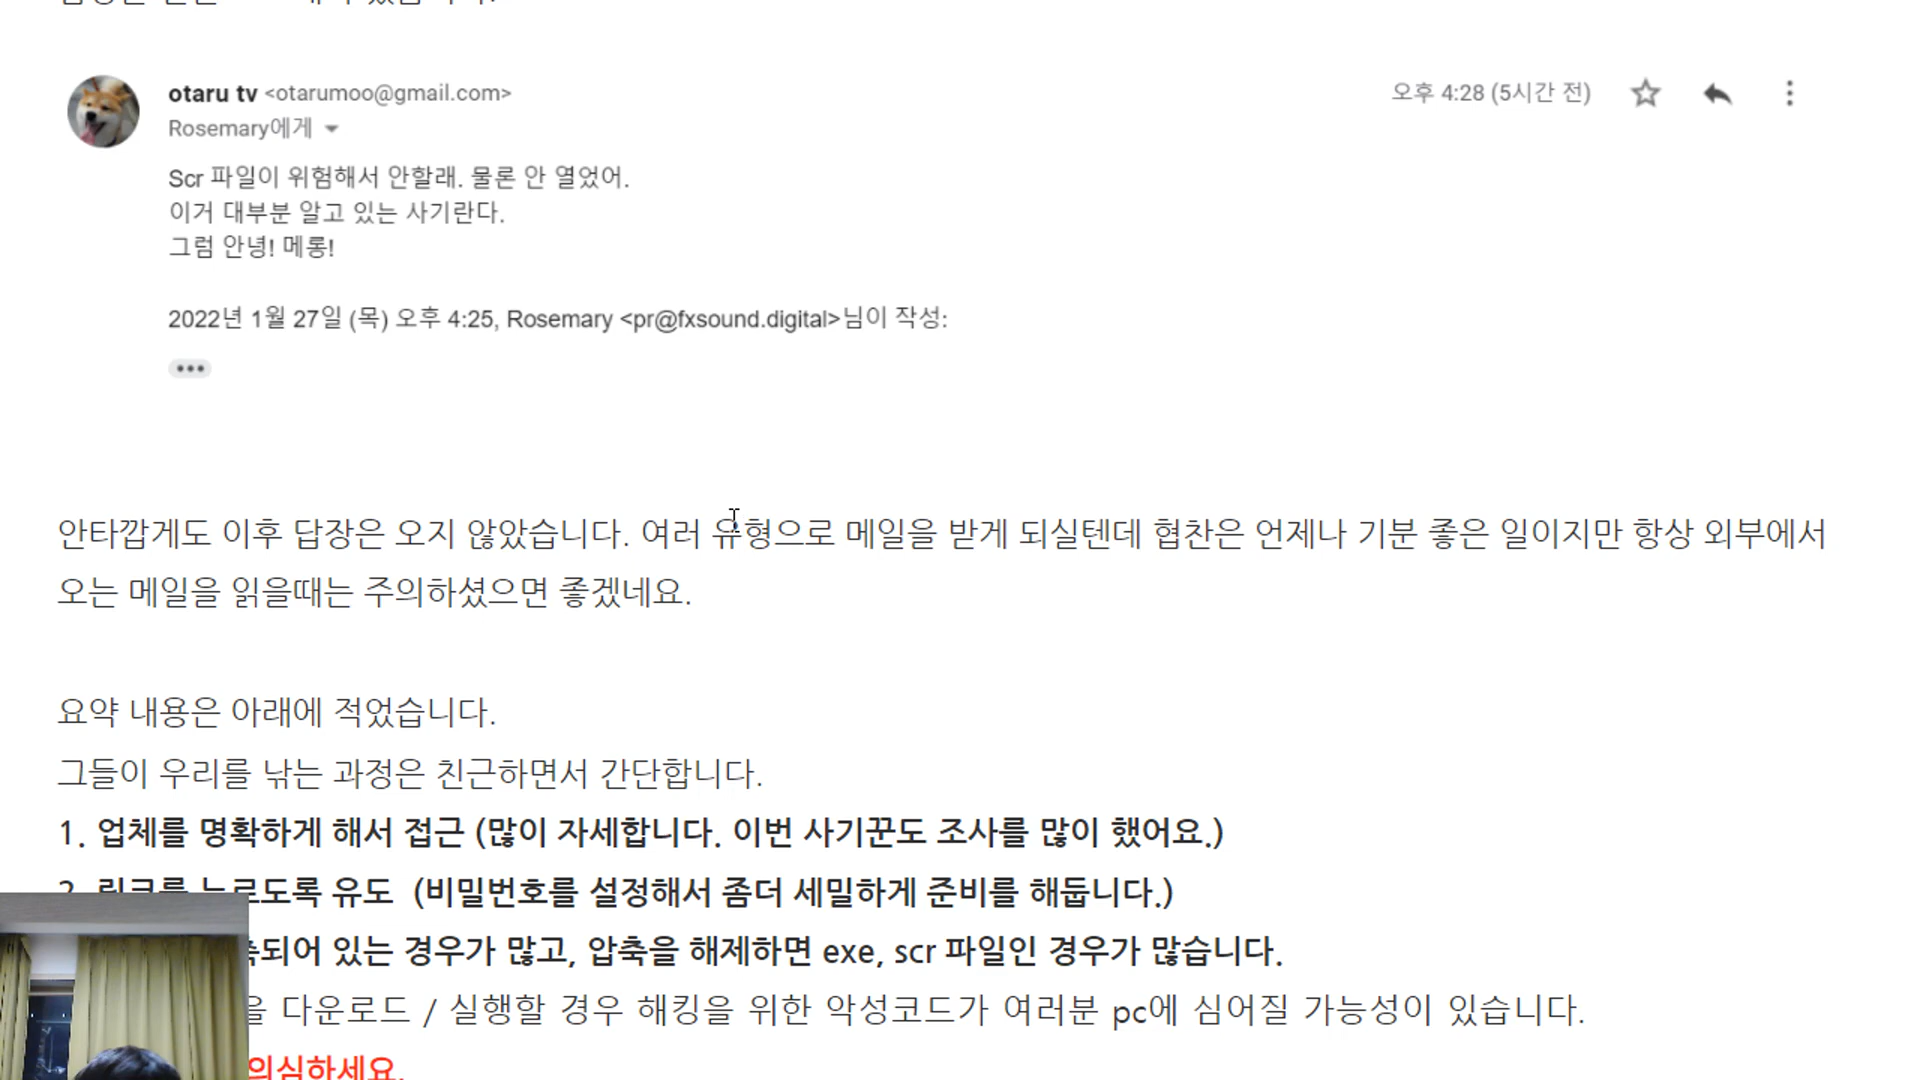 otaru tv <otarumoo@gmail.com>
오후 4:28 (5시간 전)
Rosemary에게
Scr 파일이 위험해서 안할래. 물론 안 열었어.
이거 대부분 알고 있는 사기란다.
그럼 안녕! 메롱!
2022년 1월 27일 (목) 오후 4:25, Rosemary <pr@fxsound.digital>님이 작성:
안타깝게도 이후 답장은 오지 않았습니다. 여러 유형으로 메일을 받게 되실텐데 협찬은 언제나 기분 좋은 일이지만 항상 외부에서
오는 메일을 읽을때는 주의하셨으면 좋겠네요.
요약 내용은 아래에 적었습니다.
그들이 우리를 낚는 과정은 친근하면서 간단합니다.
1. 업체를 명확하게 해서 접근 (많이 자세합니다. 이번 사기꾼도 조사를 많이 했어요.)
2. 링크를 누르도록 유도 (비밀번호를 설정해서 좀더 세밀하게 준비를 해둡니다.)
되어 있는 경우가 많고, 압축을 해제하면 exe, scr 파일인 경우가 많습니다.
을 다운로드 / 실행할 경우 해킹을 위한 악성코드가 여러분 pc에 심어질 가능성이 있습니다.
의심하세요.